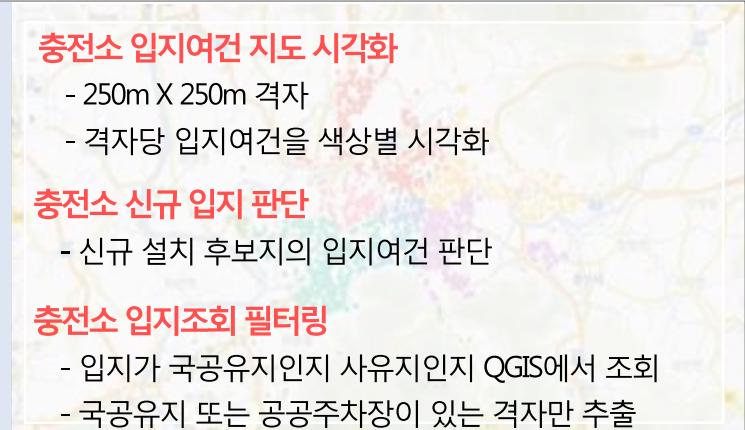 충전소 입지여건 지도 시각화
- 250m X 250m 격자
- 격자당 입지여건을 색상별 시각화
충전소 신규 입지 판단
- 신규 설치 후보지의 입지여건 판단
충전소 입지조회 필터링
- 입지가 국공유지인지 사유지인지 QGIS에서 조회
- 국공유지 또는 공공주차장이 있는 격자만 추출